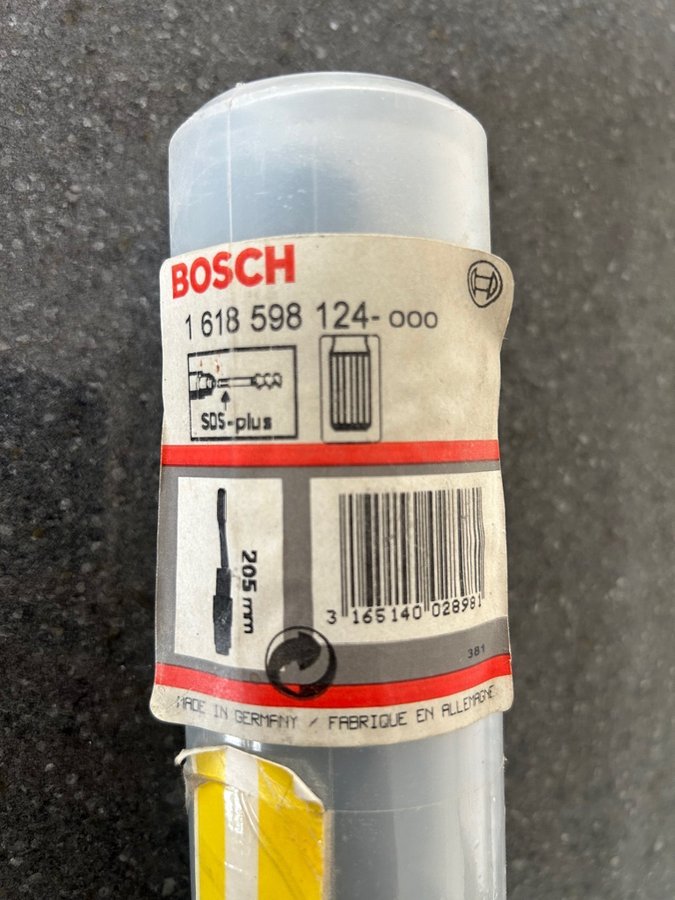 BOSCH
1 618 598 124-000
SDS-plus
205 mm
3 165140 028981
381
MADE IN GERMANY / FABRIQUE EN ALLEMAGNE